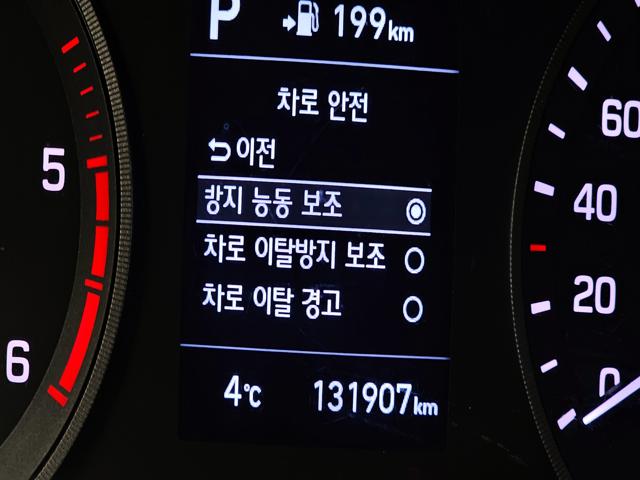 P 199km
차로 안전
이전
방지 능동 보조
차로 이탈방지 보조
차로 이탈 경고
4℃ 131907km
5
6
60
40
20
0